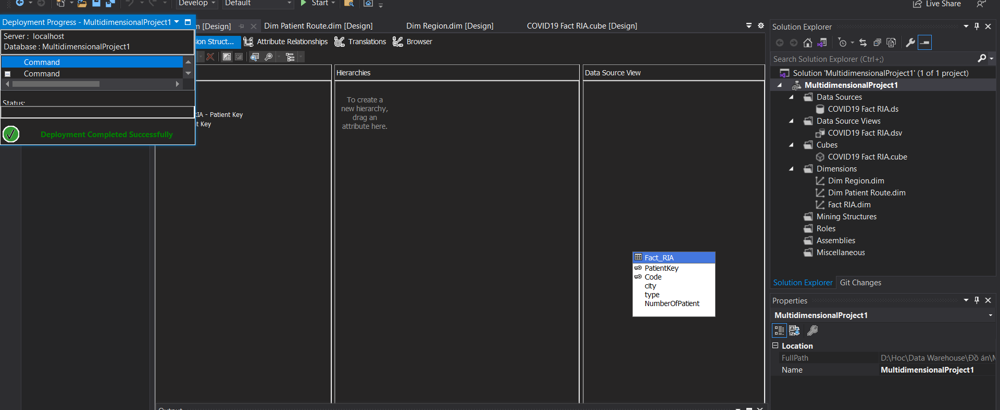 Develop
Default
Start
Live Share
Deployment Progress - MultidimensionalProject1
Server : localhost
Database : MultidimensionalProject1
Command
Command
Status:
Deployment Completed Successfully
[Design]
Dim Patient Route.dim [Design]
Dim Region.dim [Design]
COVID19 Fact RIA.cube [Design]
Struct...
Attribute Relationships
Translations
Browser
RIA - Patient Key
Key
Hierarchies
To create a
new hierarchy,
drag an
attribute here.
Data Source View
Fact_RIA
PatientKey
Code
city
type
NumberOfPatient
Output
Solution Explorer
Search Solution Explorer (Ctrl+;)
Solution 'MultidimensionalProject1' (1 of 1 project)
MultidimensionalProject1
Data Sources
COVID19 Fact RIA.ds
Data Source Views
COVID19 Fact RIA.dsv
Cubes
COVID19 Fact RIA.cube
Dimensions
Dim Region.dim
Dim Patient Route.dim
Fact RIA.dim
Mining Structures
Roles
Assemblies
Miscellaneous
Solution Explorer
Git Changes
Properties
MultidimensionalProject1
Location
FullPath D:\Hoc\Data Warehouse\Đồ án\M
Name MultidimensionalProject1